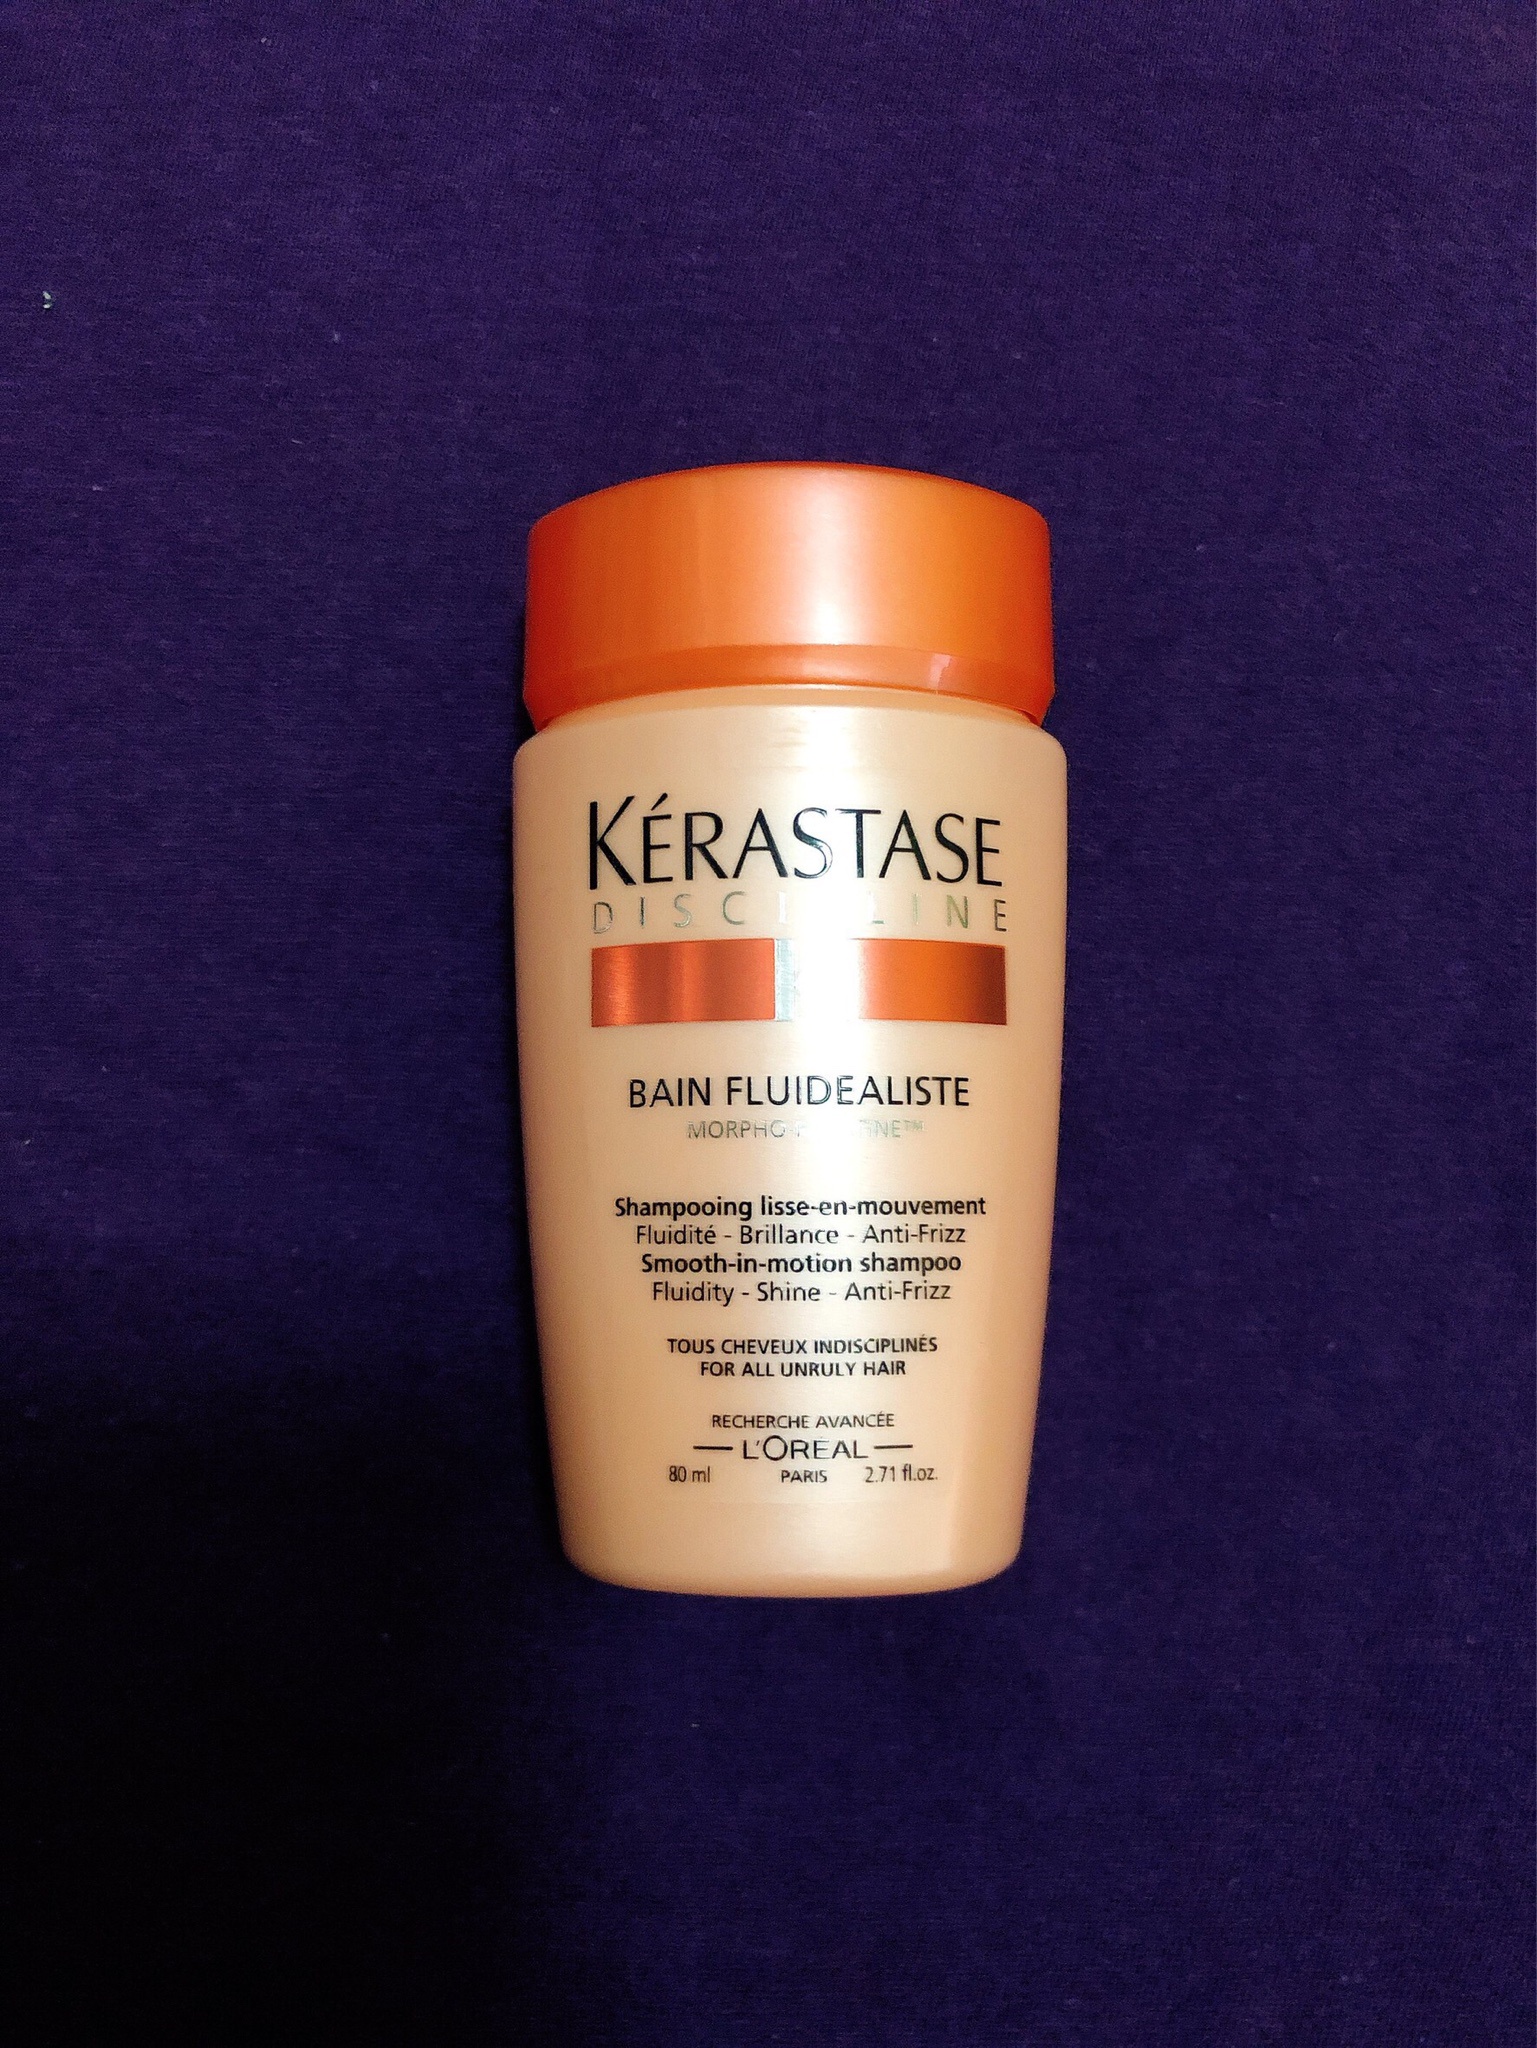 KÉRASTASE
DISCIPLINE
BAIN FLUIDEALISTE
Shampooing lisse-en-mouvement
Fluidité - Brillance - Anti-Frizz
Smooth-in-motion shampoo
Fluidity - Shine - Anti-Frizz
TOUS CHEVEUX INDISCIPLINÉS
FOR ALL UNRULY HAIR
RECHERCHE AVANCÉE
L'ORÉAL
80 ml PARIS 2.71 fl.oz.